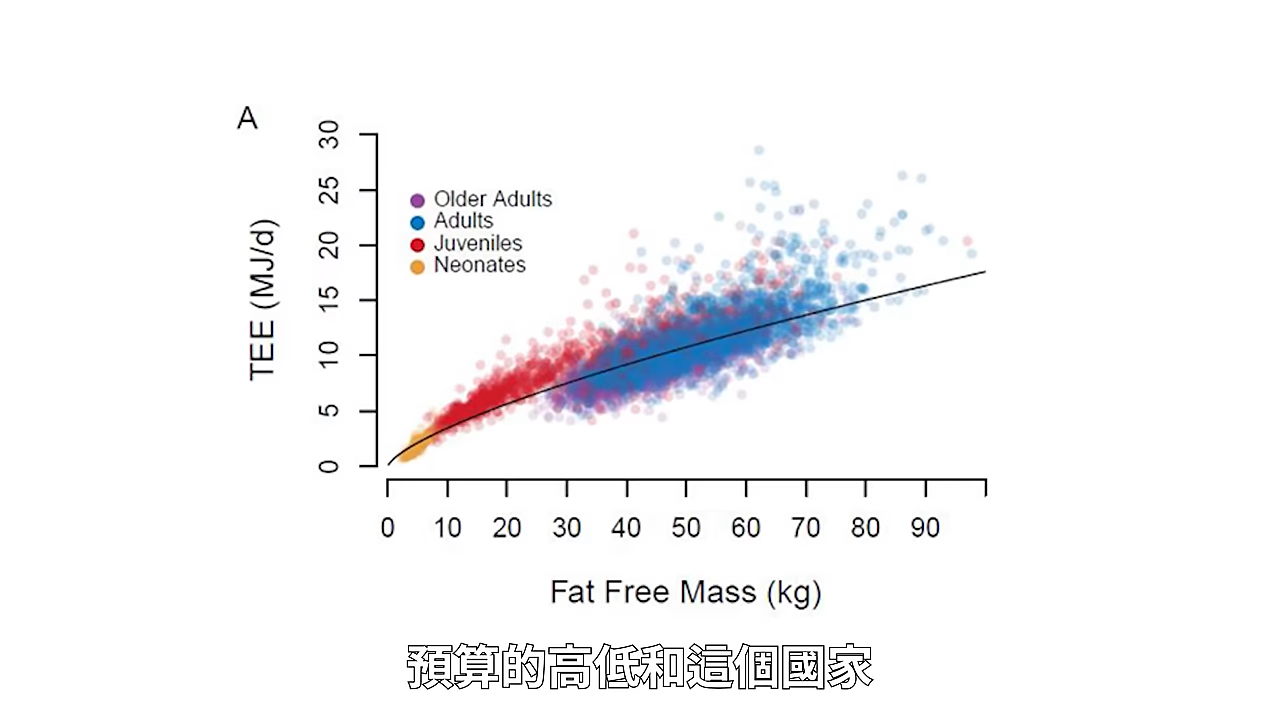 A
30
25
20
15
10
5
0
TEE (MJ/d)
Older Adults
Adults
Juveniles
Neonates
0 10 20 30 40 50 60 70 80 90
Fat Free Mass (kg)
預算的高低和這個國家